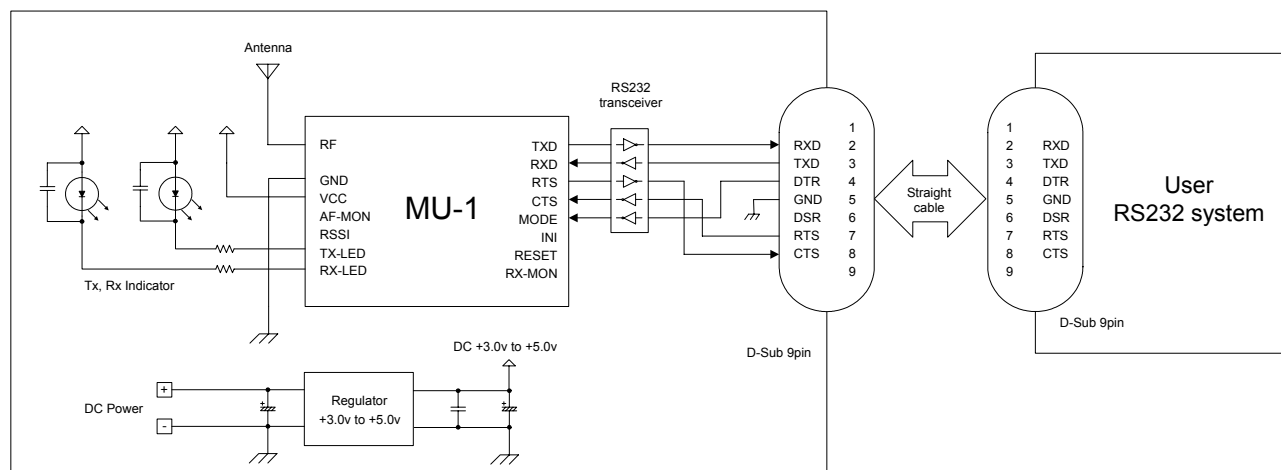 Antenna
RS232
transceiver
RF
GND
VCC
AF-MON
RSSI
TX-LED
RX-LED
MU-1
TXD
RXD
RTS
CTS
MODE
INI
RESET
RX-MON
Tx, Rx Indicator
RXD
TXD
DTR
GND
DSR
RTS
CTS
1
2
3
4
5
6
7
8
9
D-Sub 9pin
Straight
cable
1
2
3
4
5
6
7
8
9
RXD
TXD
DTR
GND
DSR
RTS
CTS
D-Sub 9pin
User
RS232 system
DC +3.0v to +5.0v
DC Power
+
-
+
Regulator
+3.0v to +5.0v
+